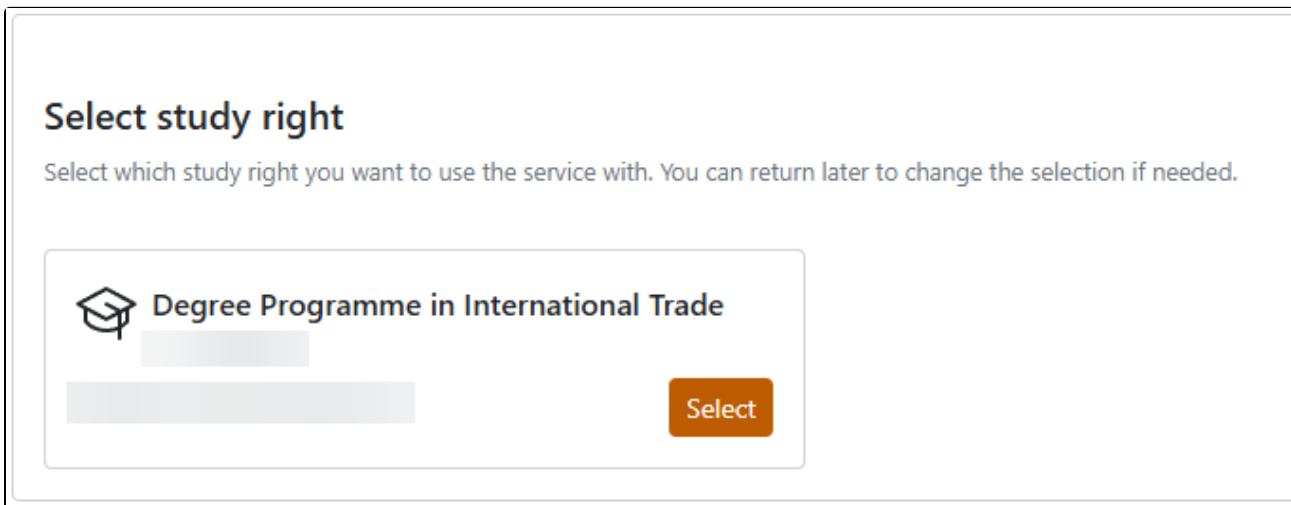 Select study right
Select which study right you want to use the service with. You can return later to change the selection if needed.
Degree Programme in International Trade
Select